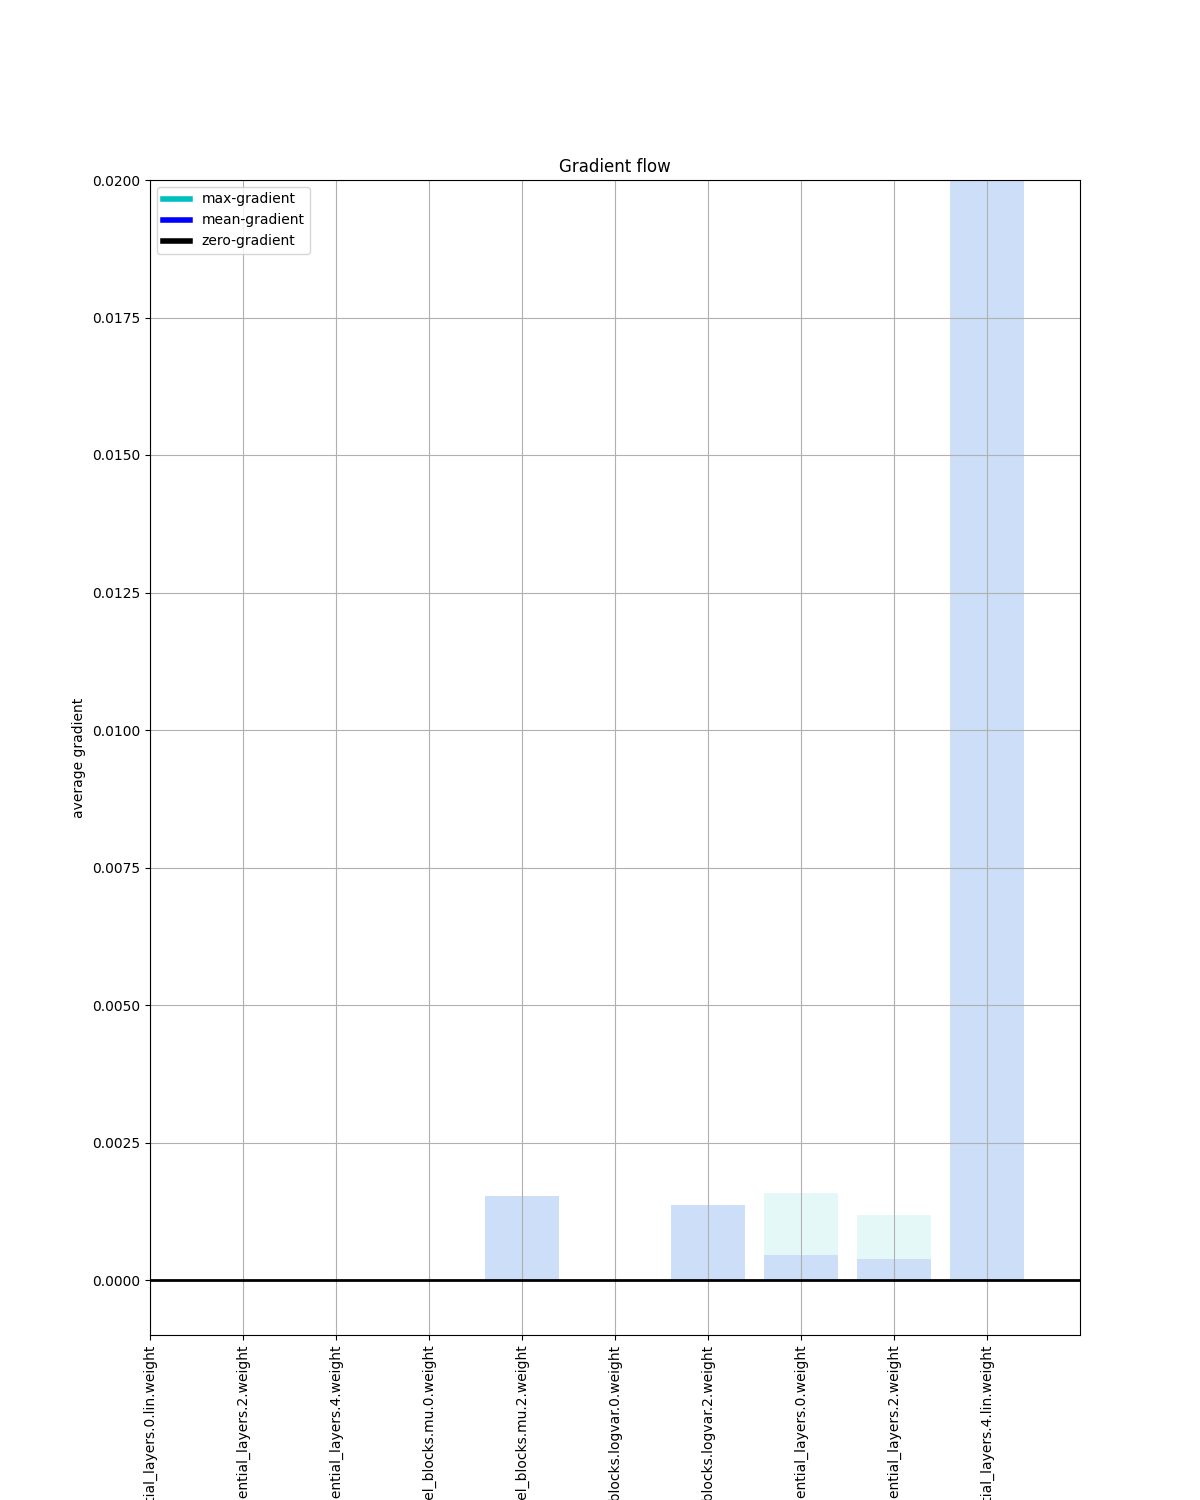 Gradient flow
max-gradient
mean-gradient
zero-gradient
0.0200
0.0175
0.0150
0.0125
0.0100
0.0075
0.0050
0.0025
0.0000
average gradient
tial_layers.0.lin.weight
ential_layers.2.weight
ential_layers.4.weight
el_blocks.mu.0.weight
el_blocks.mu.2.weight
blocks.logvar.0.weight
blocks.logvar.2.weight
ential_layers.0.weight
ential_layers.2.weight
tial_layers.4.lin.weight